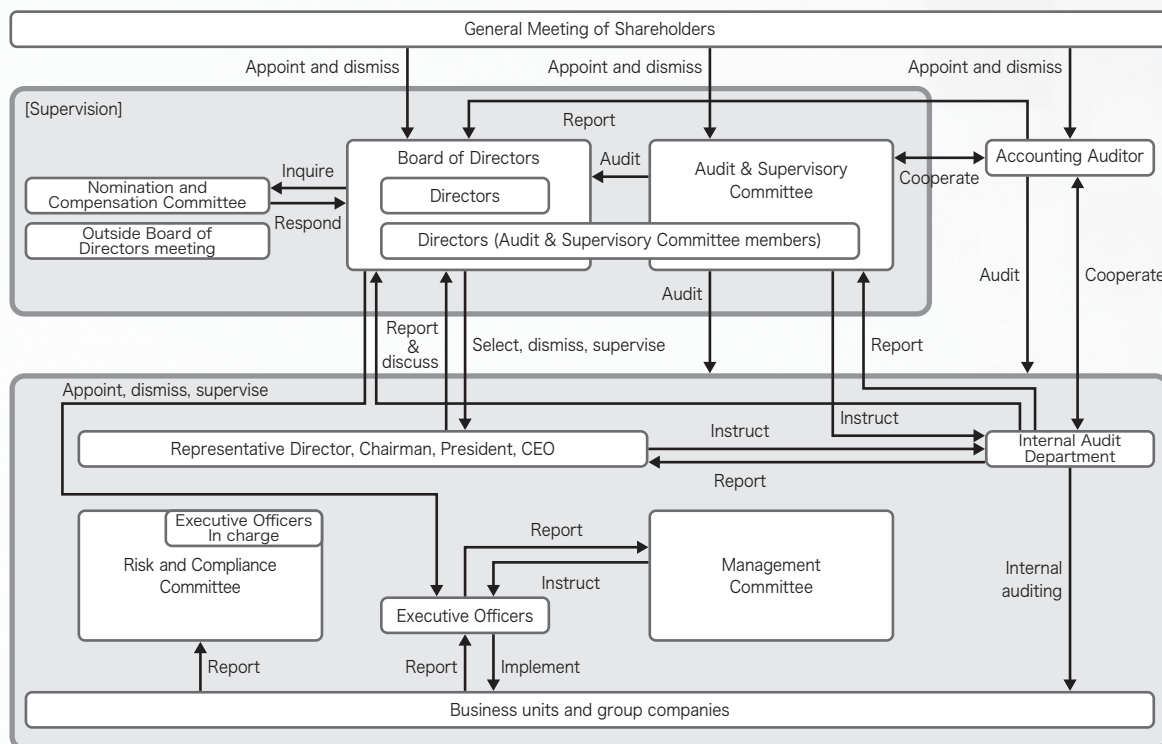 General Meeting of Shareholders
Appoint and dismiss
Appoint and dismiss
Appoint and dismiss
[Supervision]
Report
Board of Directors
Audit
Audit & Supervisory
Committee
Cooperate
Accounting Auditor
Inquire
Nomination and
Compensation Committee
Respond
Directors
Outside Board of
Directors meeting
Directors (Audit & Supervisory Committee members)
Audit
Audit
Cooperate
Report
&
discuss
Select, dismiss, supervise
Report
Appoint, dismiss, supervise
Instruct
Representative Director, Chairman, President, CEO
Instruct
Report
Internal Audit
Department
Executive Officers
In charge
Risk and Compliance
Committee
Report
Instruct
Management
Committee
Internal
auditing
Executive Officers
Report
Report
Implement
Business units and group companies